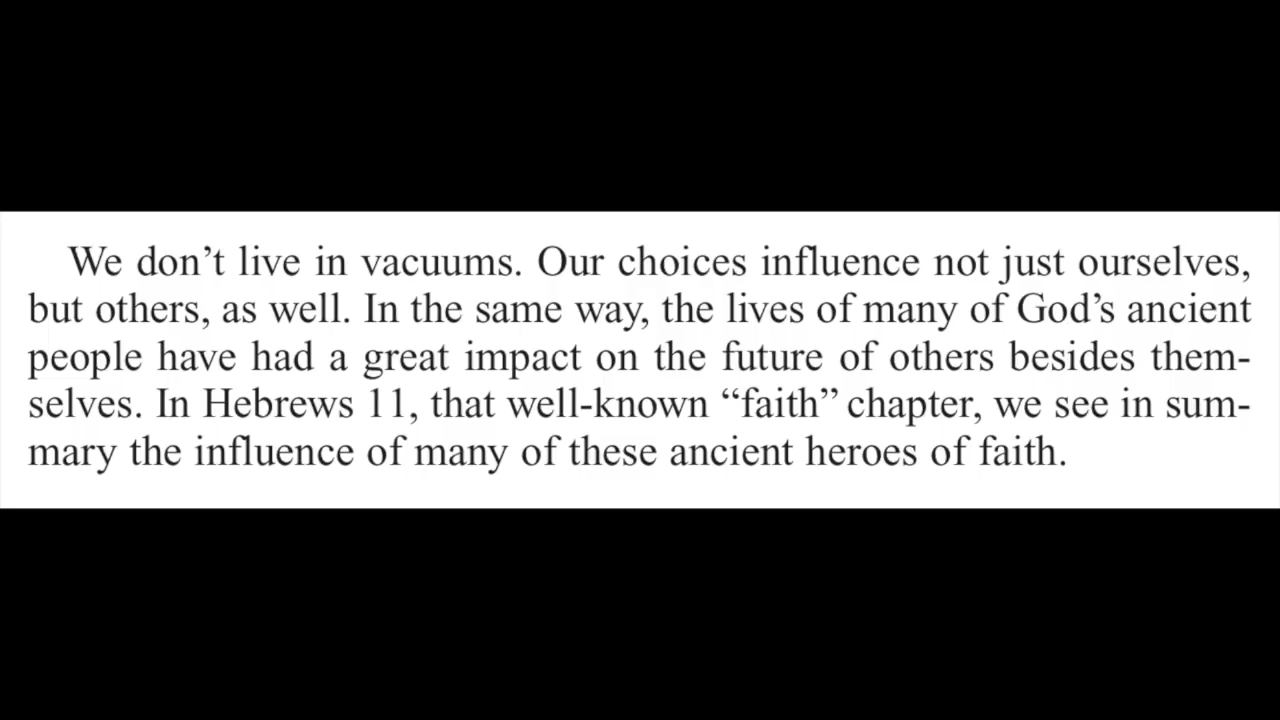 We don’t live in vacuums. Our choices influence not just ourselves,
but others, as well. In the same way, the lives of many of God’s ancient
people have had a great impact on the future of others besides them-
selves. In Hebrews 11, that well-known “faith” chapter, we see in sum-
mary the influence of many of these ancient heroes of faith.